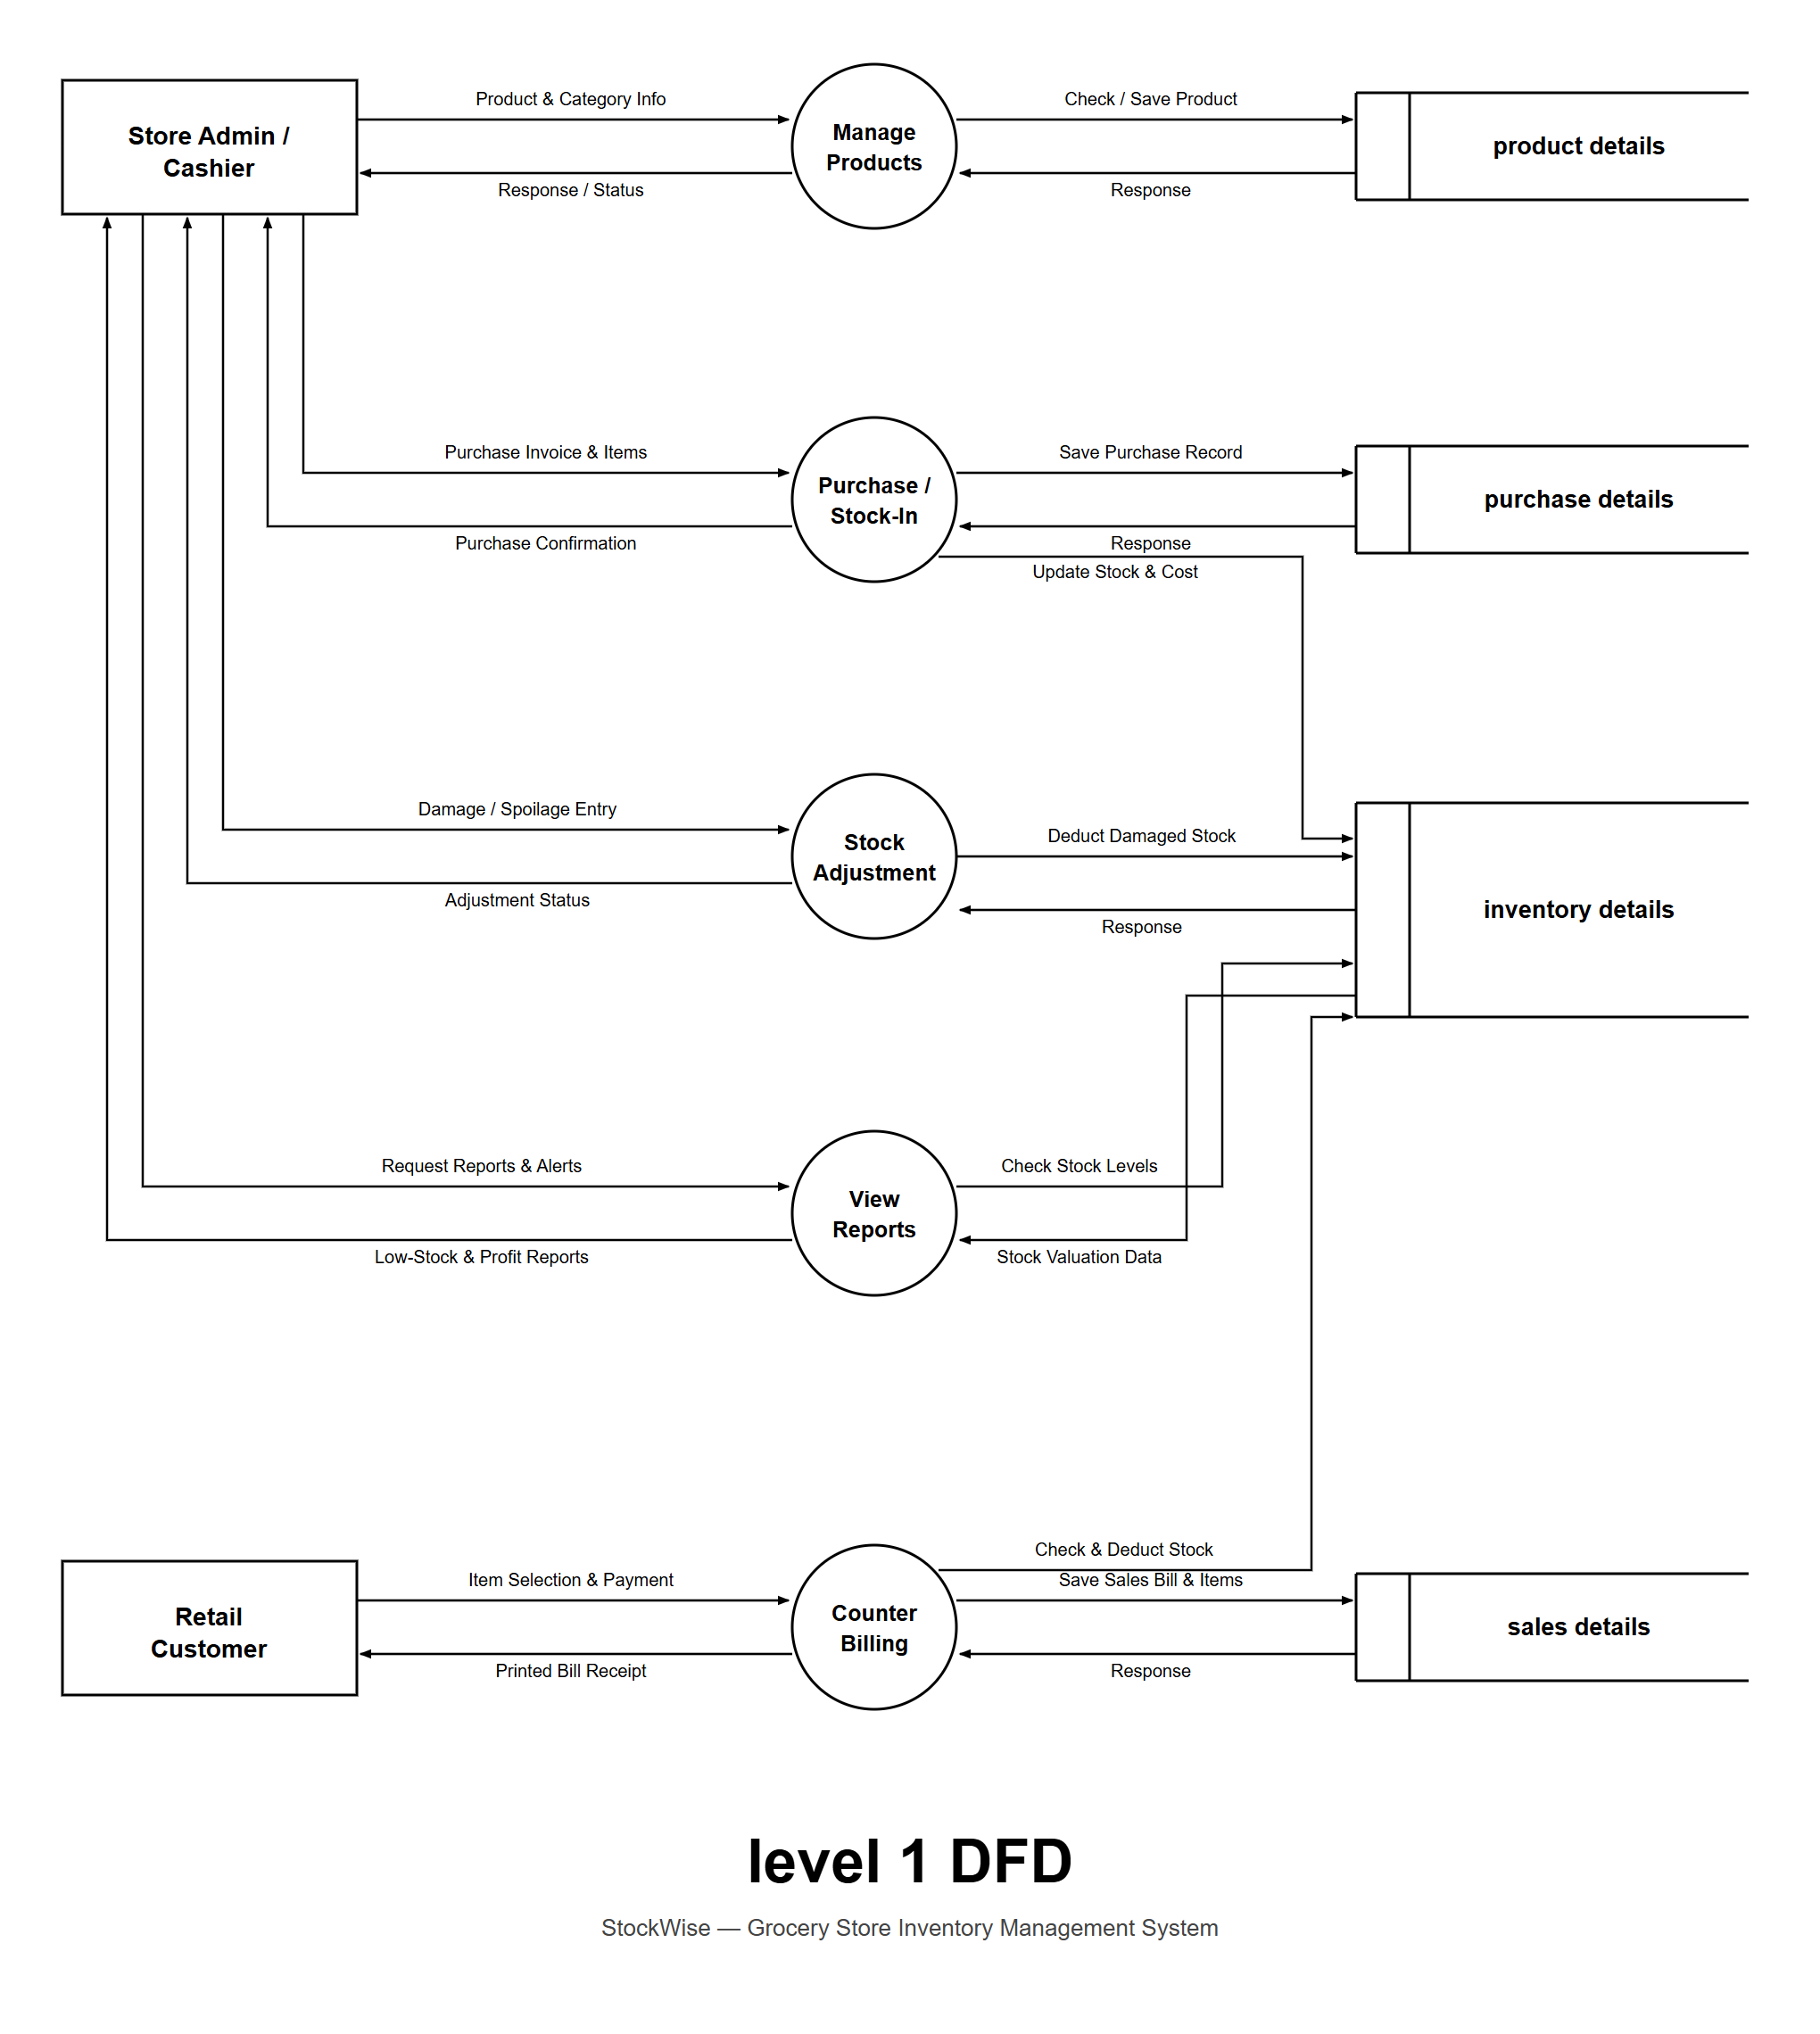 Product & Category Info
Check / Save Product
Store Admin /
Cashier
Manage
Products
product details
Response / Status
Response
Purchase Invoice & Items
Save Purchase Record
Purchase /
Stock-In
purchase details
Purchase Confirmation
Response
Update Stock & Cost
Damage / Spoilage Entry
Deduct Damaged Stock
Stock
Adjustment
Adjustment Status
inventory details
Response
Request Reports & Alerts
Check Stock Levels
View
Reports
Low-Stock & Profit Reports
Stock Valuation Data
Check & Deduct Stock
Item Selection & Payment
Save Sales Bill & Items
Retail
Customer
Counter
Billing
sales details
Printed Bill Receipt
Response
level 1 DFD
StockWise — Grocery Store Inventory Management System